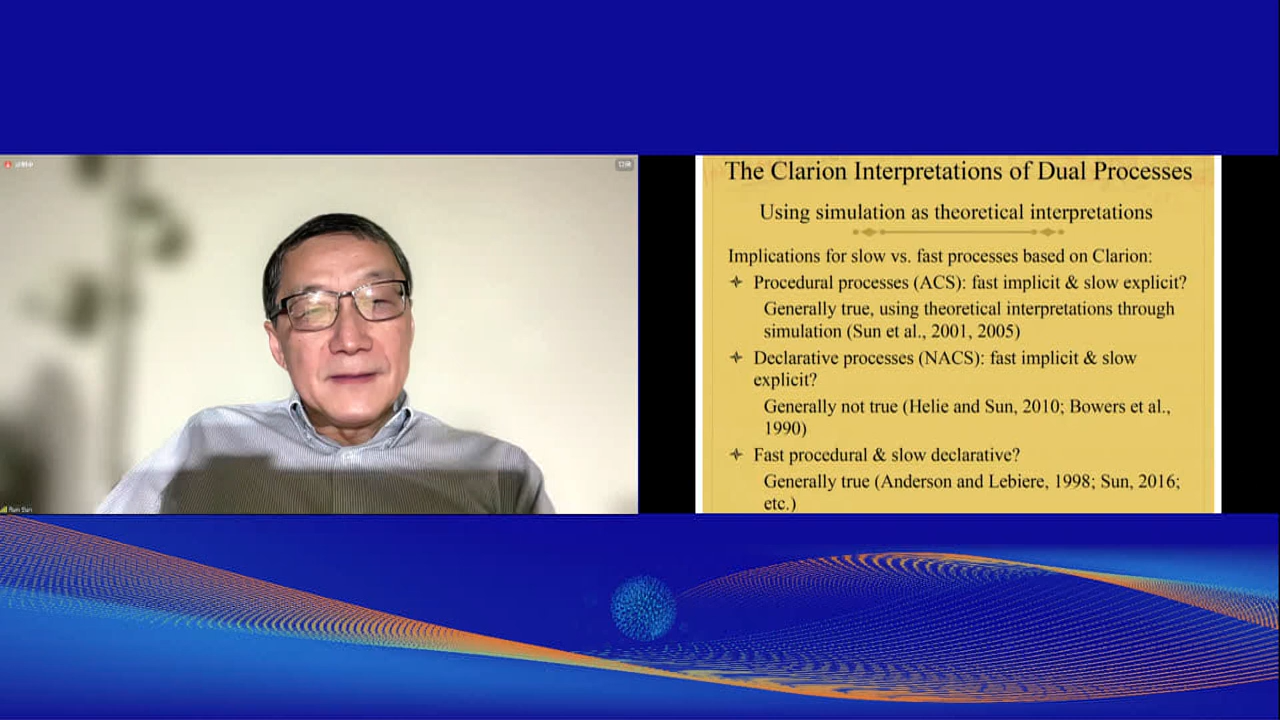 The Clarion Interpretations of Dual Processes
Using simulation as theoretical interpretations
Implications for slow vs. fast processes based on Clarion:
Procedural processes (ACS): fast implicit & slow explicit?
Generally true, using theoretical interpretations through
simulation (Sun et al., 2001, 2005)
Declarative processes (NACS): fast implicit & slow
explicit?
Generally not true (Helie and Sun, 2010; Bowers et al.,
1990)
Fast procedural & slow declarative?
Generally true (Anderson and Lebiere, 1998; Sun, 2016;
etc.)
Ron Sun